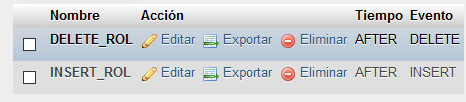 Nombre Acción Tiempo Evento
DELETE_ROL Editar Exportar Eliminar AFTER DELETE
INSERT_ROL Editar Exportar Eliminar AFTER INSERT